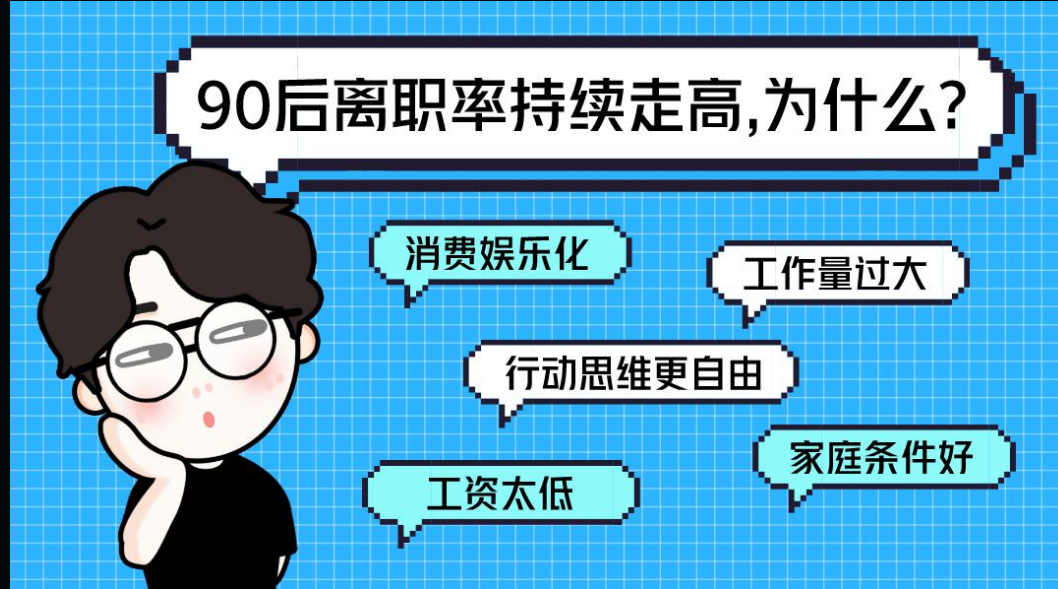 90后离职率持续走高,为什么?
消费娱乐化
工作量过大
行动思维更自由
家庭条件好
工资太低